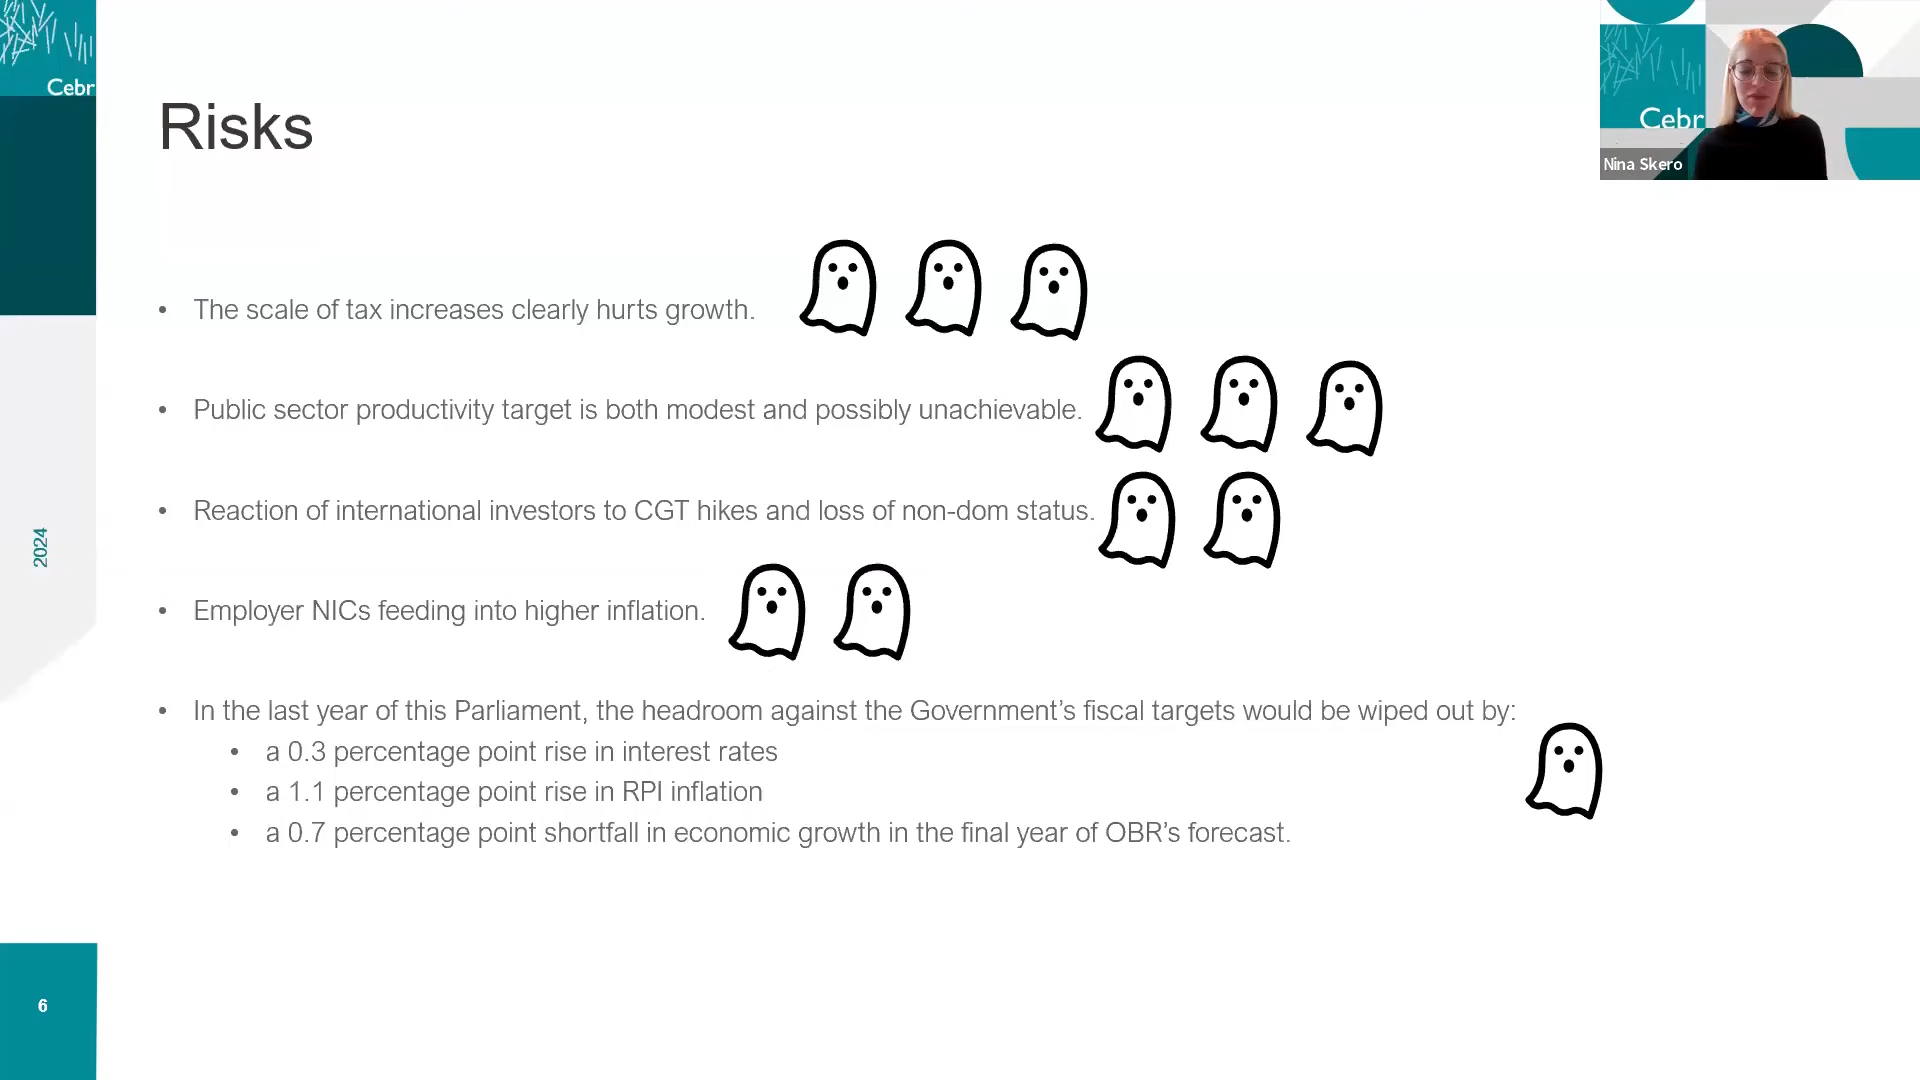 Cebr
Risks
Cebr
Nina Skero
• The scale of tax increases clearly hurts growth.
• Public sector productivity target is both modest and possibly unachievable.
• Reaction of international investors to CGT hikes and loss of non-dom status.
• Employer NICs feeding into higher inflation.
• In the last year of this Parliament, the headroom against the Government’s fiscal targets would be wiped out by:
• a 0.3 percentage point rise in interest rates
• a 1.1 percentage point rise in RPI inflation
• a 0.7 percentage point shortfall in economic growth in the final year of OBR’s forecast.
2024
6